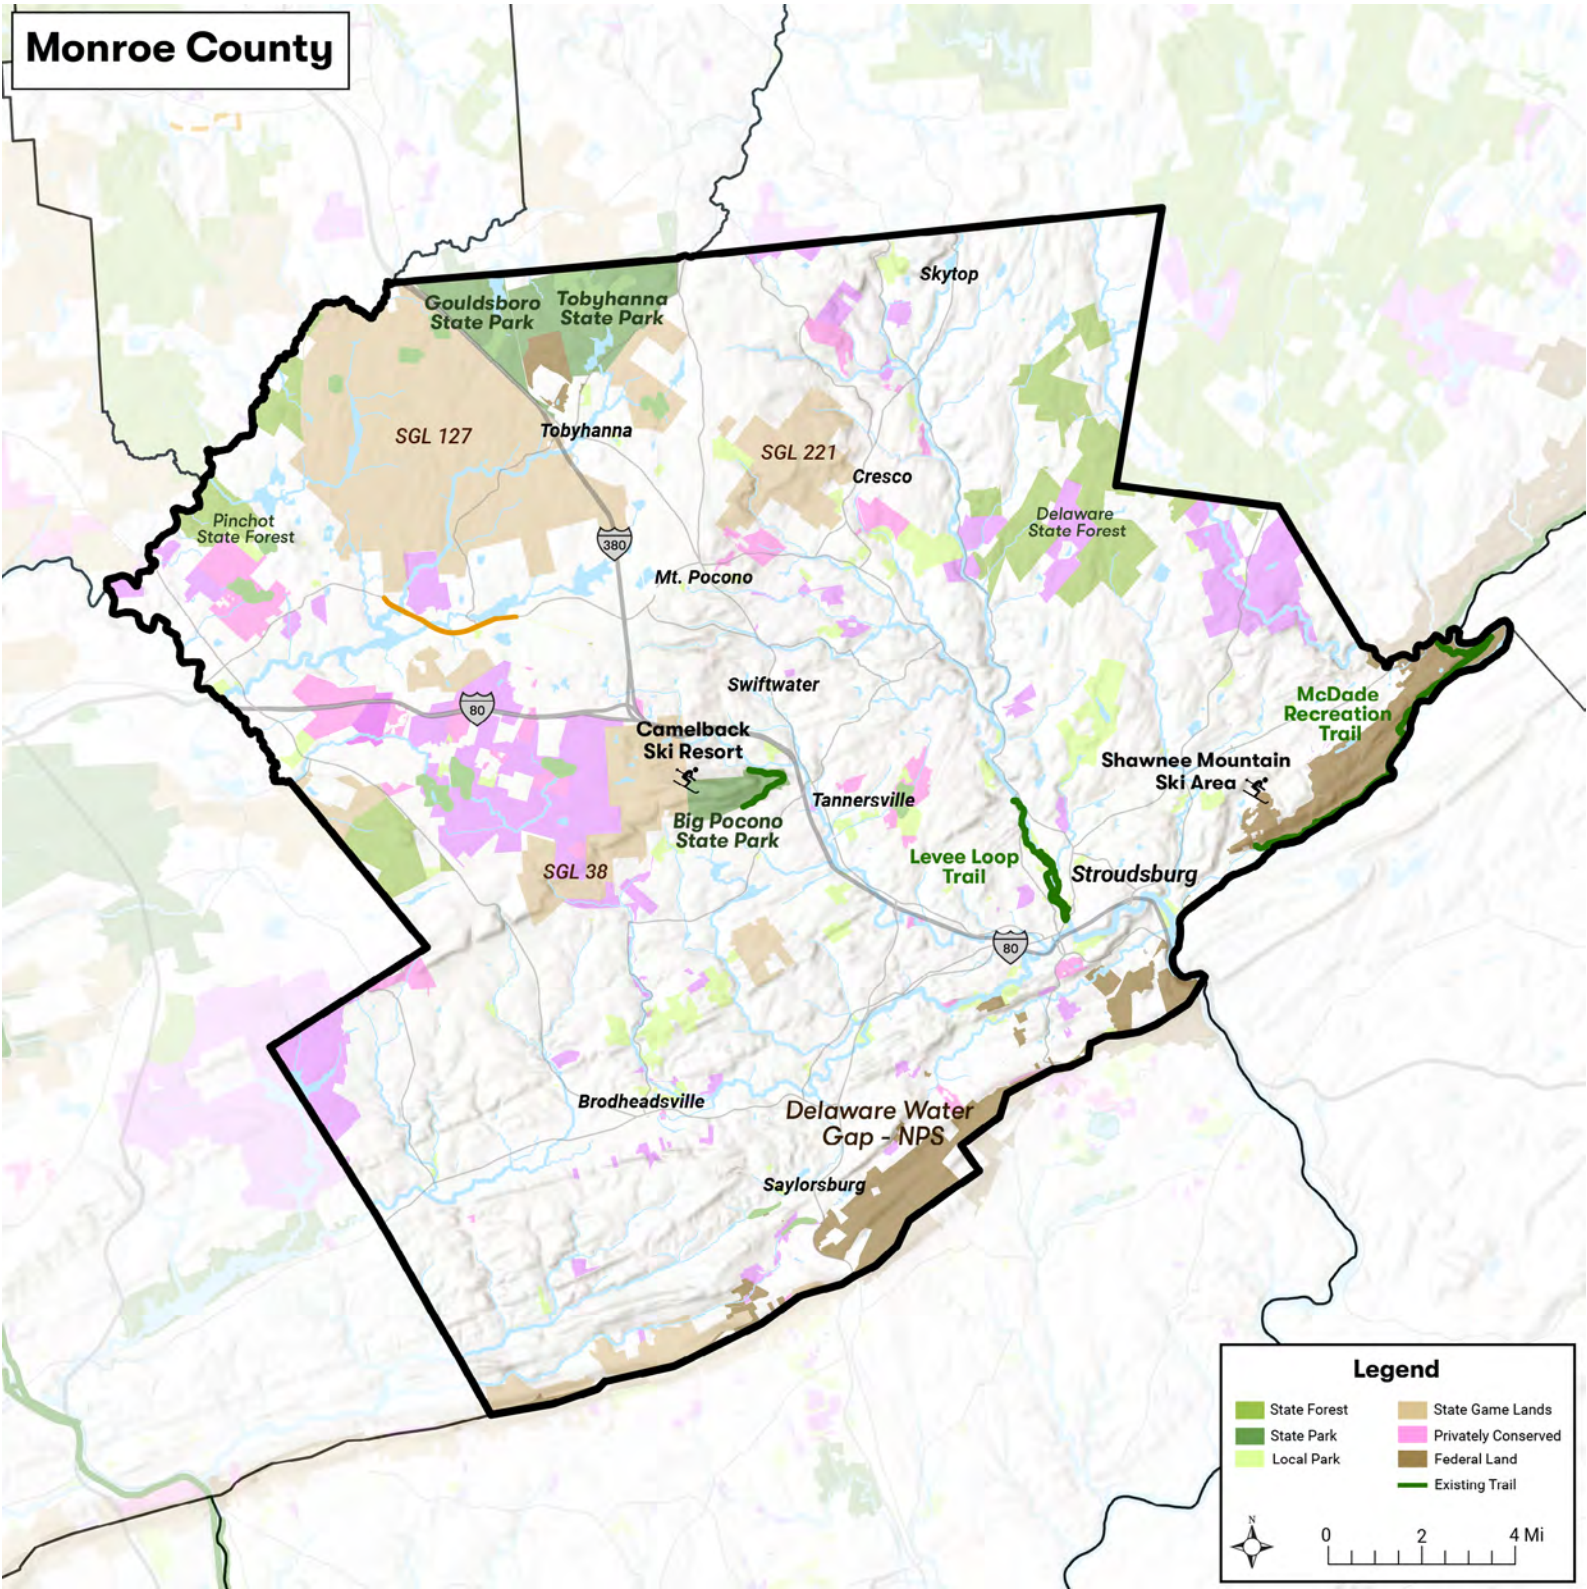 Monroe County
Skytop
Gouldsboro
State Park
Tobyhanna
State Park
SGL 127
Tobyhanna
SGL 221
Cresco
Pinchot
State Forest
Delaware
State Forest
380
Mt. Pocono
Swiftwater
80
Camelback
Ski Resort
McDade
Recreation
Trail
Shawnee Mountain
Ski Area
Tannersville
Big Pocono
State Park
Levee Loop
Trail
Stroudsburg
SGL 38
80
Brodheadsville
Delaware Water
Gap - NPS
Saylorsburg
Legend
State Forest
State Park
Local Park
State Game Lands
Privately Conserved
Federal Land
Existing Trail
N
0 2 4 Mi